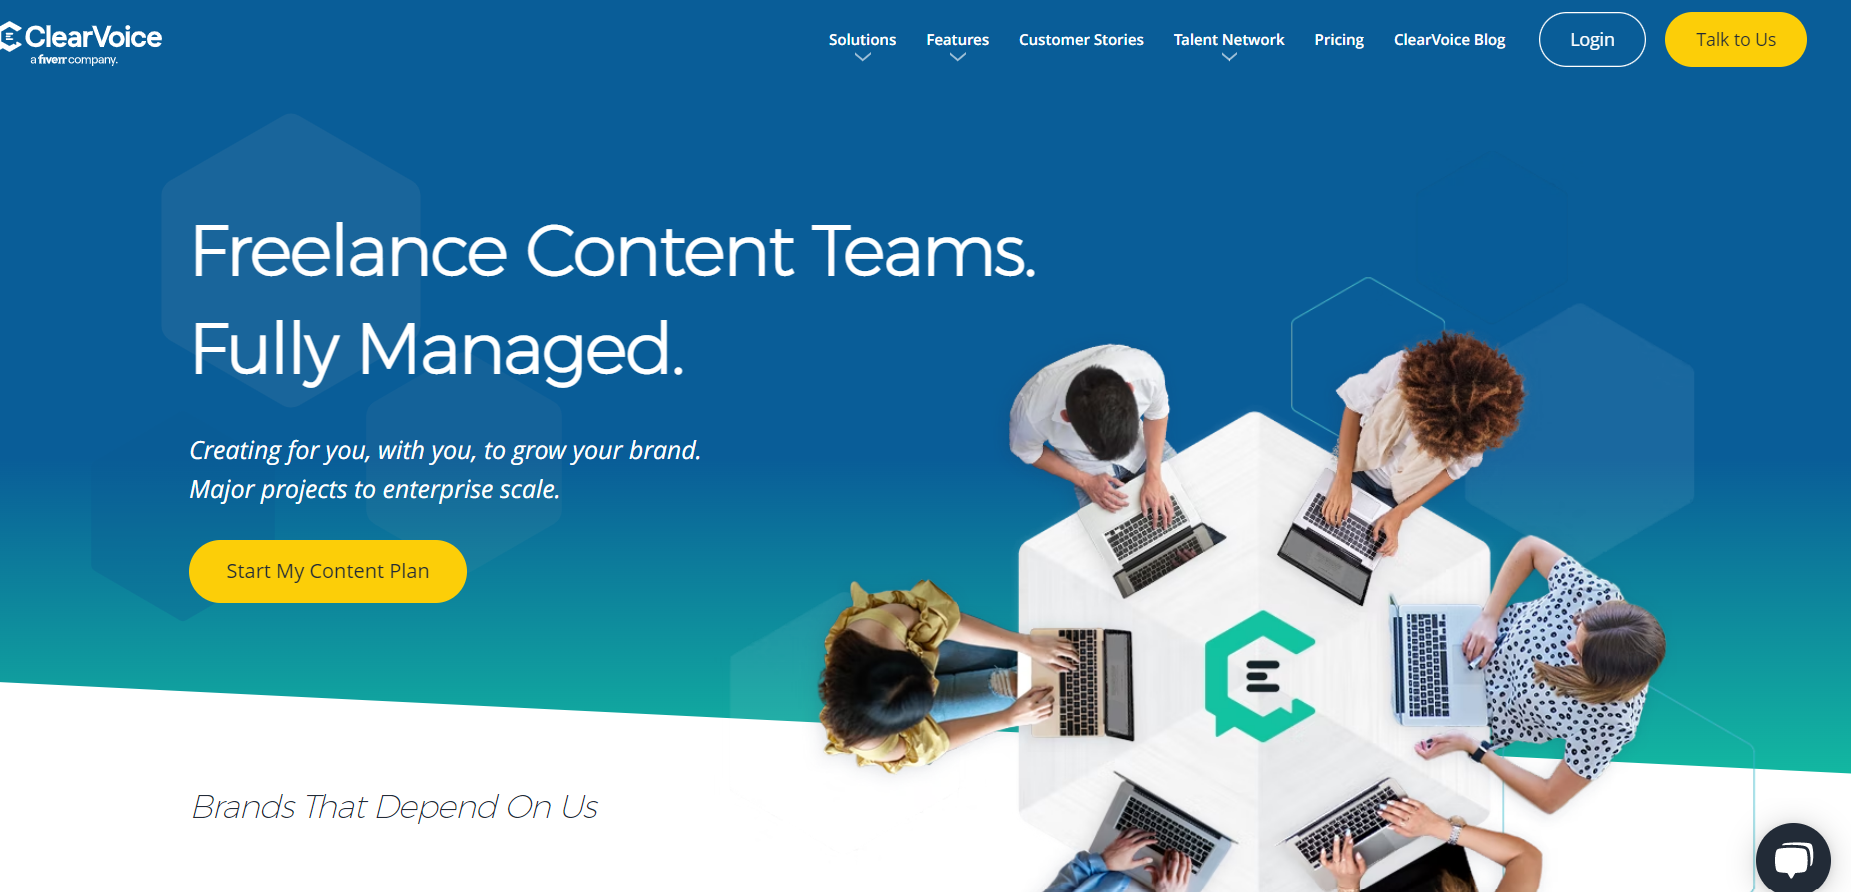 ClearVoice
a fiverr company.
Solutions
Features
Customer Stories
Talent Network
Pricing
ClearVoice Blog
Login
Talk to Us
Freelance Content Teams.
Fully Managed.
Creating for you, with you, to grow your brand.
Major projects to enterprise scale.
Start My Content Plan
Brands That Depend On Us